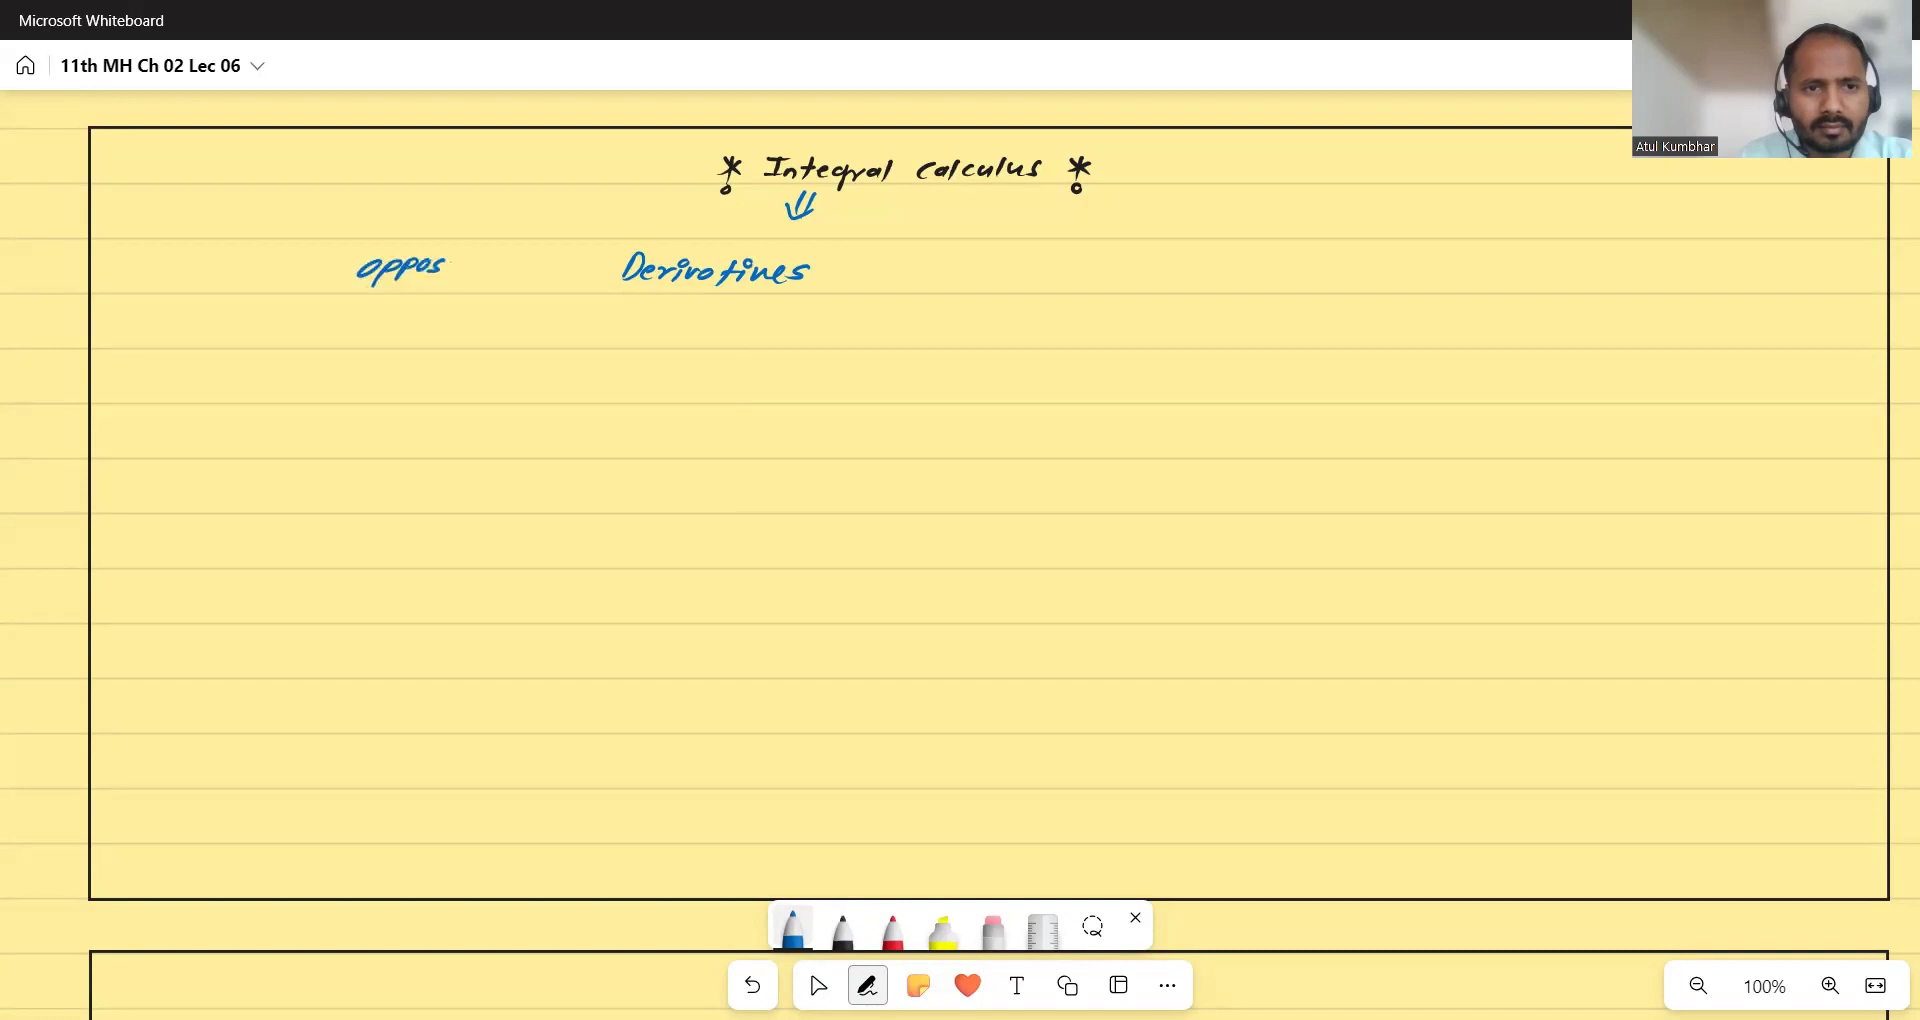 Microsoft Whiteboard
11th MH Ch 02 Lec 06
Atul Kumbhar
* Integral calculus *
oppos Derivatives
100%